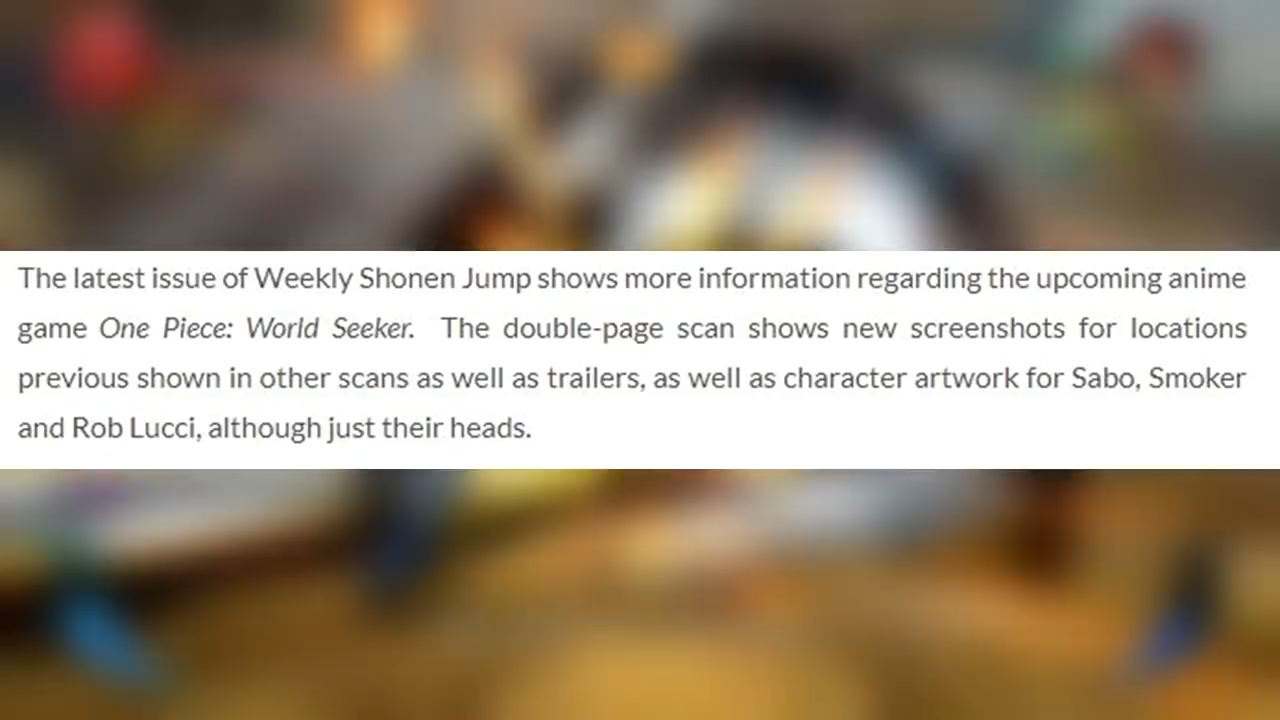 The latest issue of Weekly Shonen Jump shows more information regarding the upcoming anime
game One Piece: World Seeker. The double-page scan shows new screenshots for locations
previous shown in other scans as well as trailers, as well as character artwork for Sabo, Smoker
and Rob Lucci, although just their heads.